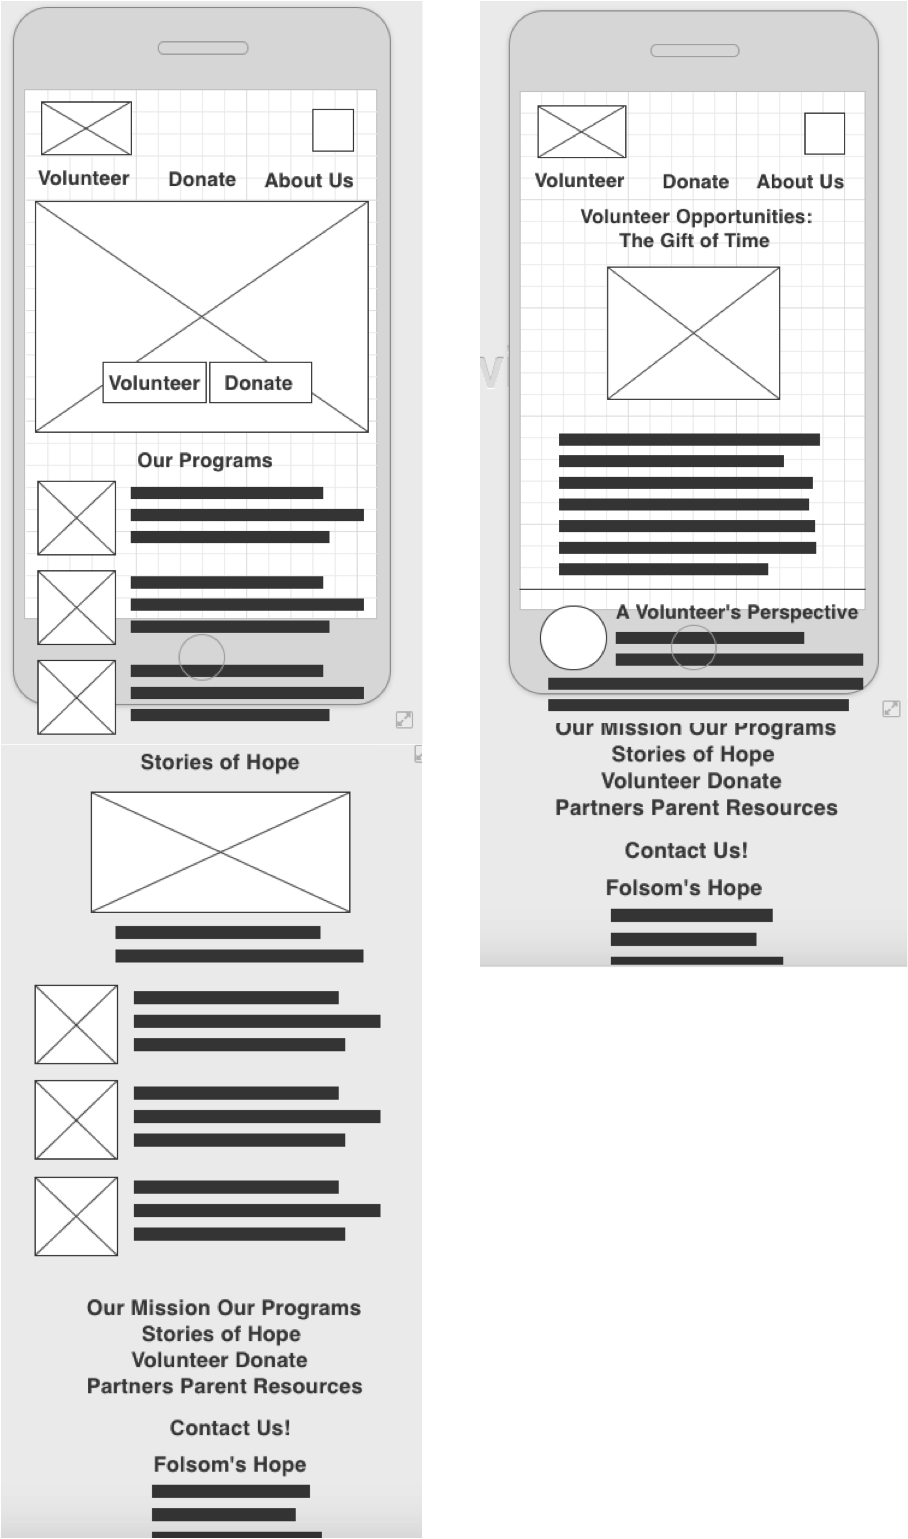 Volunteer Donate About Us
Volunteer Donate
Our Programs
Stories of Hope
Our Mission Our Programs
Stories of Hope
Volunteer Donate
Partners Parent Resources
Contact Us!
Folsom's Hope
Volunteer Donate About Us
Volunteer Opportunities:
The Gift of Time
A Volunteer's Perspective
Our Mission Our Programs
Stories of Hope
Volunteer Donate
Partners Parent Resources
Contact Us!
Folsom's Hope